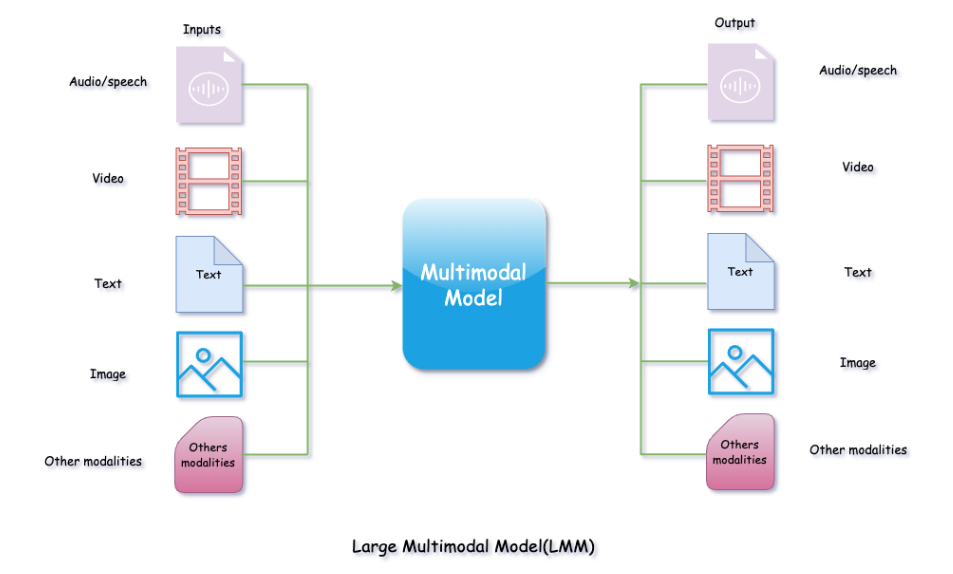 Inputs
Output
Audio/speech
Audio/speech
Video
Video
Text
Text
Text
Text
Multimodal
Model
Image
Image
Others
modalities
Other modalities
Others
modalities
Other modalities
Large Multimodal Model(LMM)